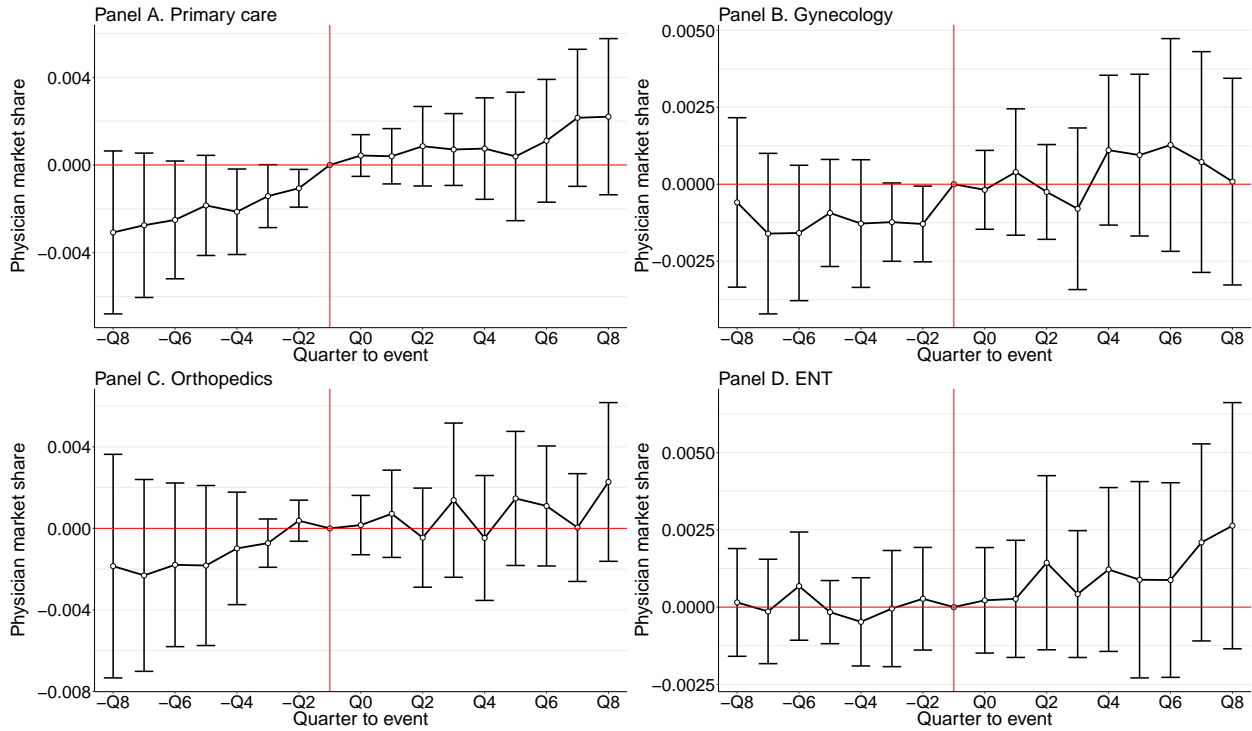 Panel A. Primary care
Physician market share
0.004
0.000
−0.004
−Q8 −Q6 −Q4 −Q2 Q0 Q2 Q4 Q6 Q8
Quarter to event
Panel B. Gynecology
Physician market share
0.0050
0.0025
0.0000
−0.0025
−Q8 −Q6 −Q4 −Q2 Q0 Q2 Q4 Q6 Q8
Quarter to event
Panel C. Orthopedics
Physician market share
0.004
0.000
−0.004
−0.008
−Q8 −Q6 −Q4 −Q2 Q0 Q2 Q4 Q6 Q8
Quarter to event
Panel D. ENT
Physician market share
0.0050
0.0025
0.0000
−0.0025
−Q8 −Q6 −Q4 −Q2 Q0 Q2 Q4 Q6 Q8
Quarter to event